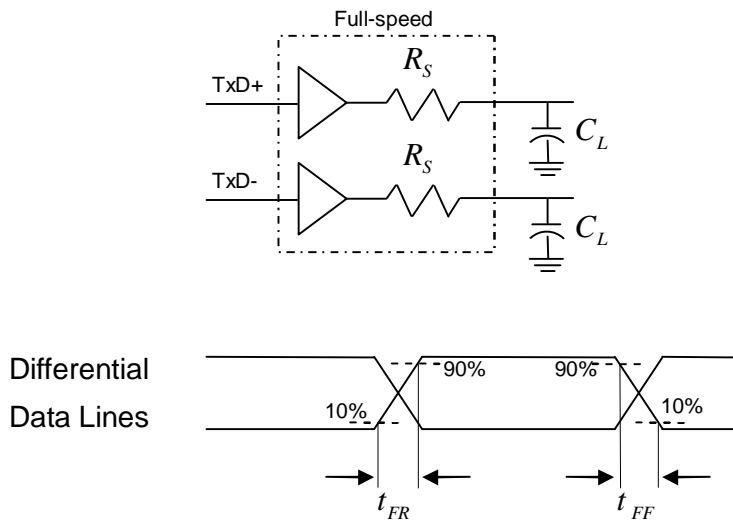 Full-speed
TxD+
R_S
C_L
TxD-
R_S
C_L
Differential
Data Lines
10%
90%
90%
10%
t_FR
t_FF